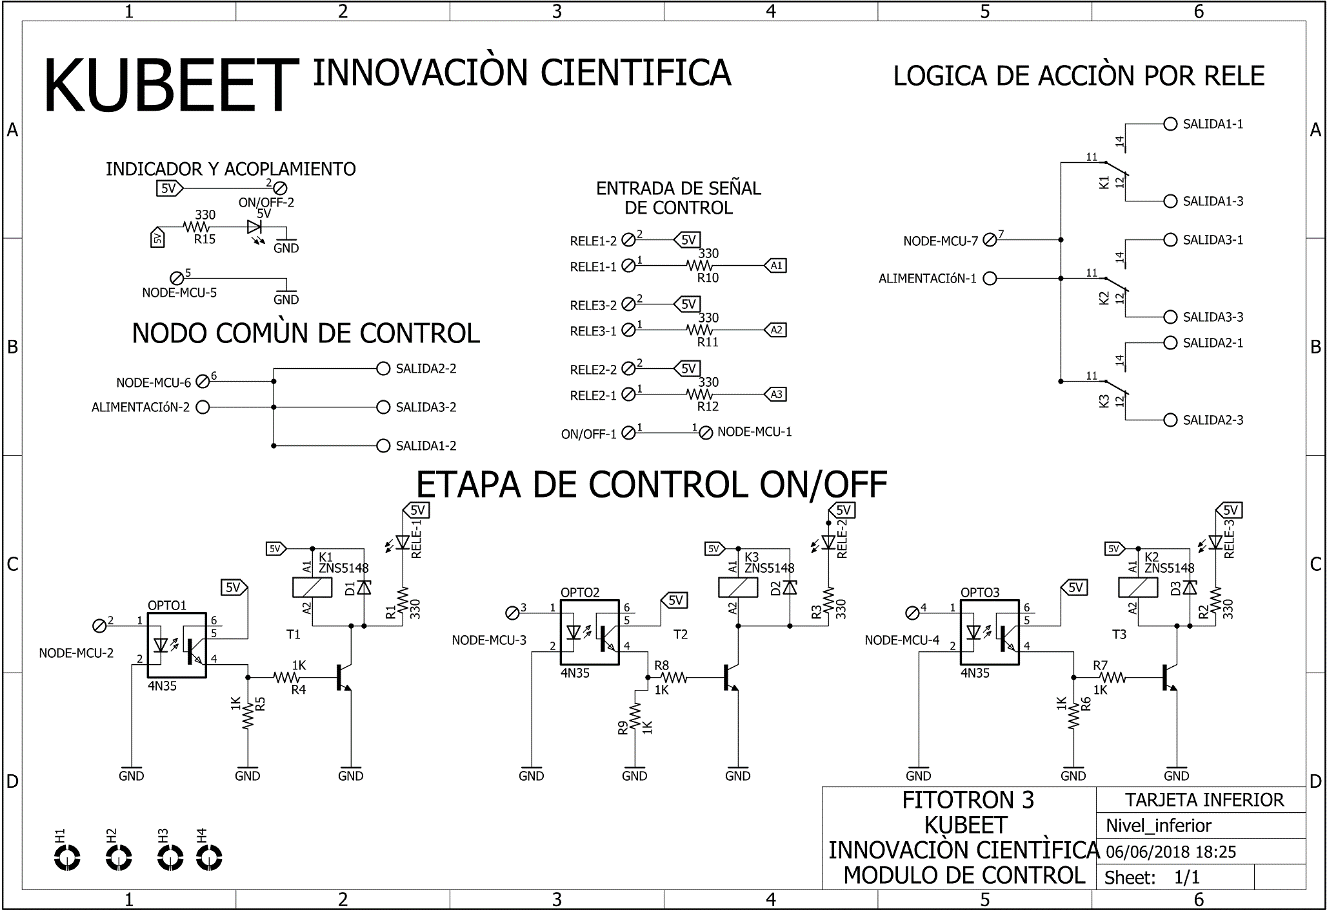 1 2 3 4 5 6
KUBEET INNOVACIÒN CIENTIFICA
LOGICA DE ACCIÒN POR RELE
A A
INDICADOR Y ACOPLAMIENTO
5V 2
ON/OFF-2
5V 330 5V
R15 GND
5
NODE-MCU-5 GND
ENTRADA DE SEÑAL
DE CONTROL
RELE1-2 2 5V
330
RELE1-1 1 A1
R10
RELE3-2 2 5V
330
RELE3-1 1 A2
R11
RELE2-2 2 5V
330
RELE2-1 1 A3
R12
ON/OFF-1 1 1 NODE-MCU-1
14 SALIDA1-1
11
K1 12
SALIDA1-3
NODE-MCU-7 7
14 SALIDA3-1
ALIMENTACIóN-1
11
K2 12
SALIDA3-3
14 SALIDA2-1
11
K3 12
SALIDA2-3
B B
NODO COMÙN DE CONTROL
NODE-MCU-6 6
ALIMENTACIóN-2
SALIDA2-2
SALIDA3-2
SALIDA1-2
ETAPA DE CONTROL ON/OFF
C C
5V
RELE-1
5V
A1 K1
ZNS5148
A2 D1
R1 330
5V
OPTO1
2 1 6
5
NODE-MCU-2
2 4
4N35
T1
1K
R4
1K R5
GND GND GND
5V
RELE-2
5V
A1 K3
ZNS5148
A2 D2
R3 330
5V
OPTO2
3 1 6
5
NODE-MCU-3
2 4
4N35
T2
R8
1K
R9 1K
GND GND GND
5V
RELE-3
5V
A1 K2
ZNS5148
A2 D3
R2 330
5V
OPTO3
4 1 6
5
NODE-MCU-4
2 4
4N35
T3
R7
1K
1K R6
GND GND GND
D D
H1 H2 H3 H4
FITOTRON 3
KUBEET
INNOVACIÒN CIENTÌFICA
MODULO DE CONTROL
TARJETA INFERIOR
Nivel_inferior
06/06/2018 18:25
Sheet: 1/1
1 2 3 4 5 6